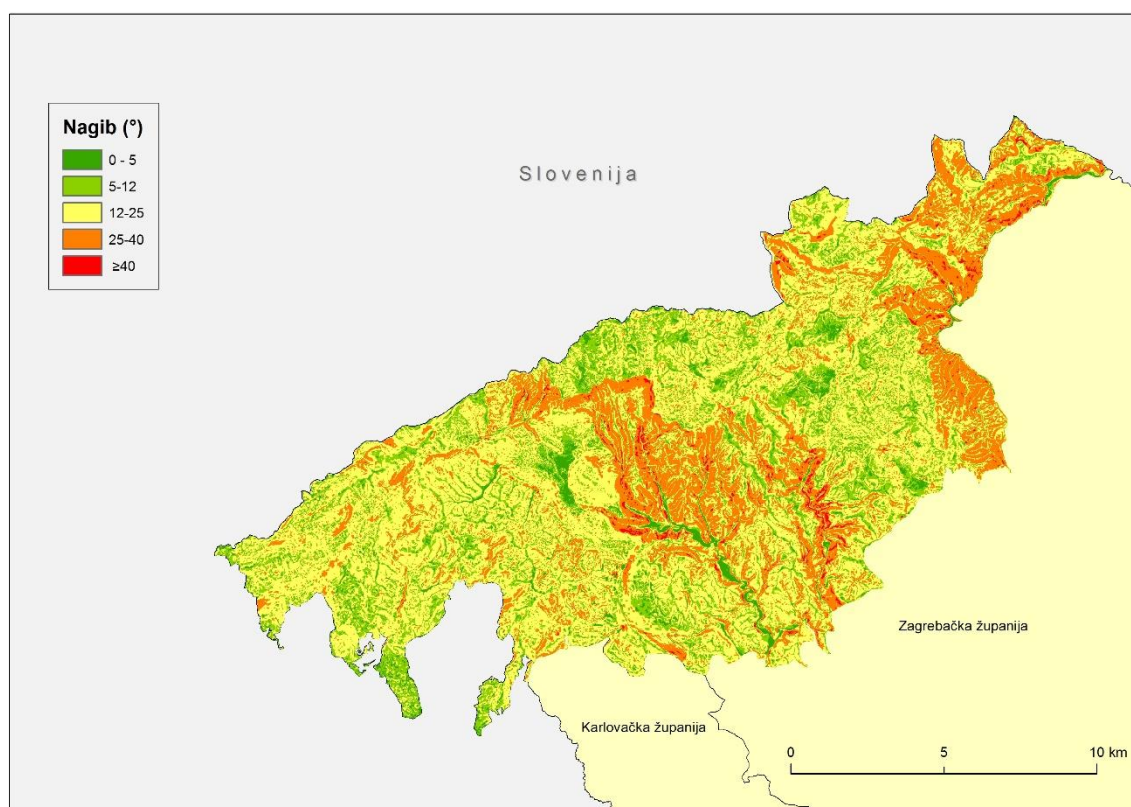 Slovenija
Nagib (°)
0 - 5
5-12
12-25
25-40
≥40
Zagrebačka županija
Karlovačka županija
0 5 10 km